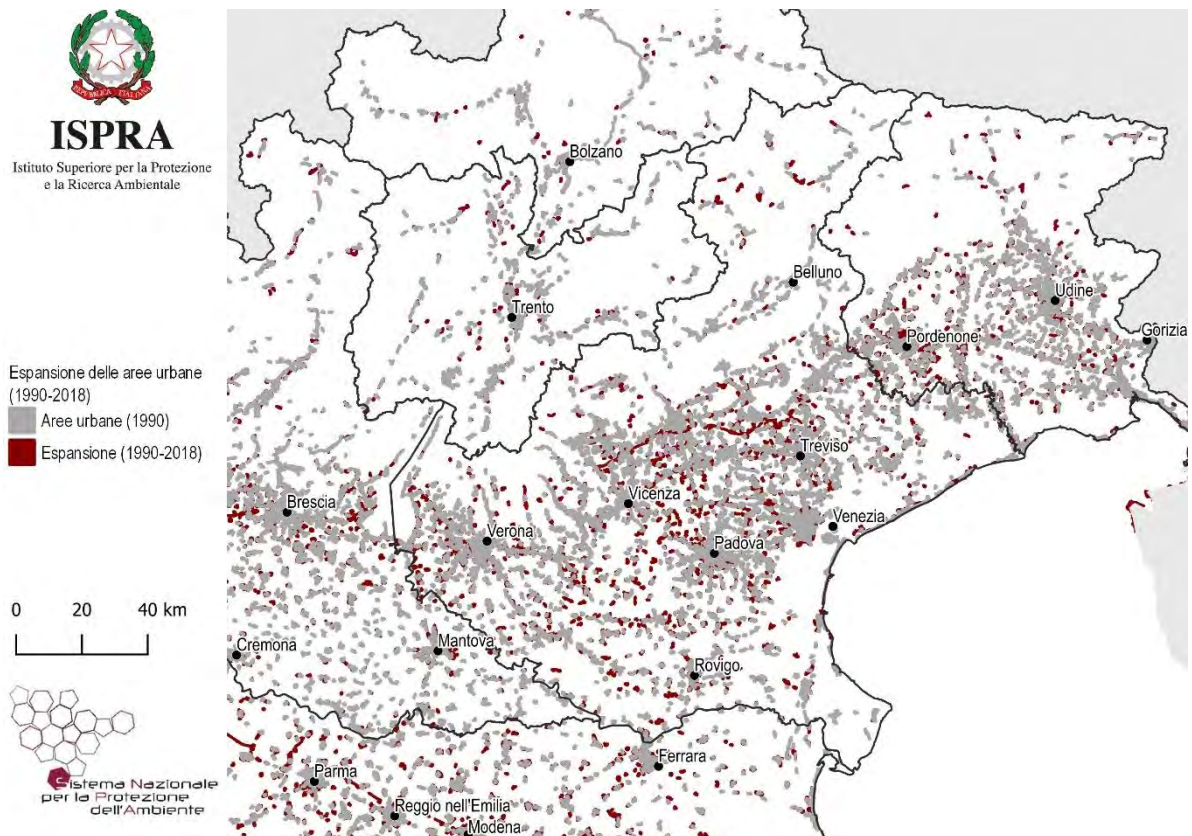 REPVBBLICA ITALIANA
ISPRA
Istituto Superiore per la Protezione
e la Ricerca Ambientale
Espansione delle aree urbane
(1990-2018)
Aree urbane (1990)
Espansione (1990-2018)
0 20 40 km
Sistema Nazionale
per la Protezione
dell'Ambiente
Bolzano
Belluno
Trento
Udine
Gorizia
Pordenone
Treviso
Brescia
Vicenza
Venezia
Verona
Padova
Cremona
Mantova
Rovigo
Ferrara
Parma
Reggio nell'Emilia
Modena